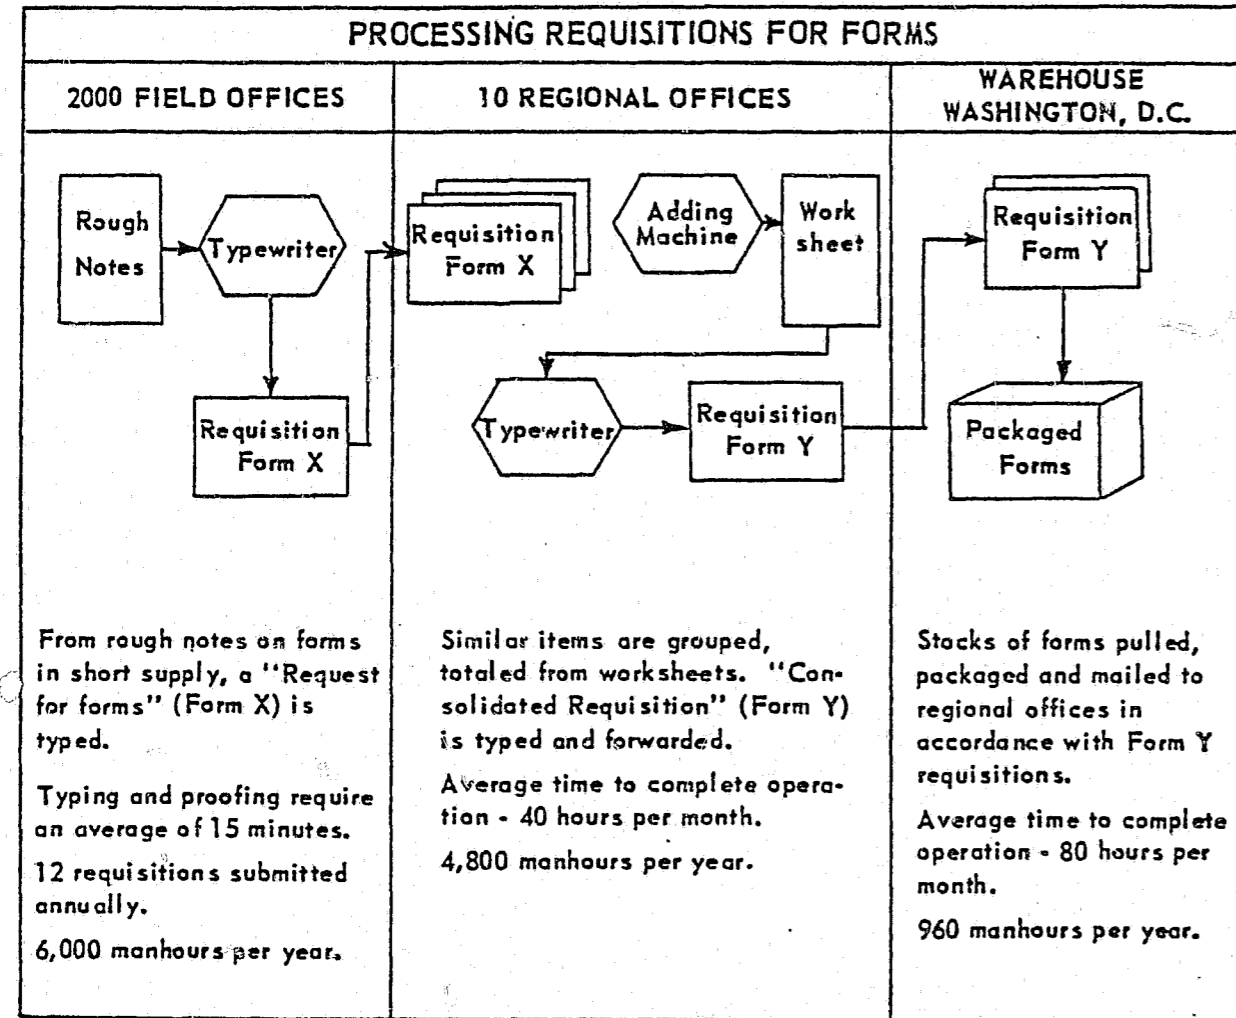 PROCESSING REQUISITIONS FOR FORMS
2000 FIELD OFFICES
10 REGIONAL OFFICES
WAREHOUSE
WASHINGTON, D.C.
Rough
Notes
Typewriter
Requisition
Form X
Requisition
Form X
Adding
Machine
Work
sheet
Typewriter
Requisition
Form Y
Requisition
Form Y
Packaged
Forms
From rough notes on forms
in short supply, a "Request
for forms" (Form X) is
typed.
Typing and proofing require
an average of 15 minutes.
12 requisitions submitted
annually.
6,000 manhours per year.
Similar items are grouped,
totaled from worksheets. "Con-
solidated Requisition" (Form Y)
is typed and forwarded.
Average time to complete opera-
tion - 40 hours per month.
4,800 manhours per year.
Stocks of forms pulled,
packaged and mailed to
regional offices in
accordance with Form Y
requisitions.
Average time to complete
operation - 80 hours per
month.
960 manhours per year.